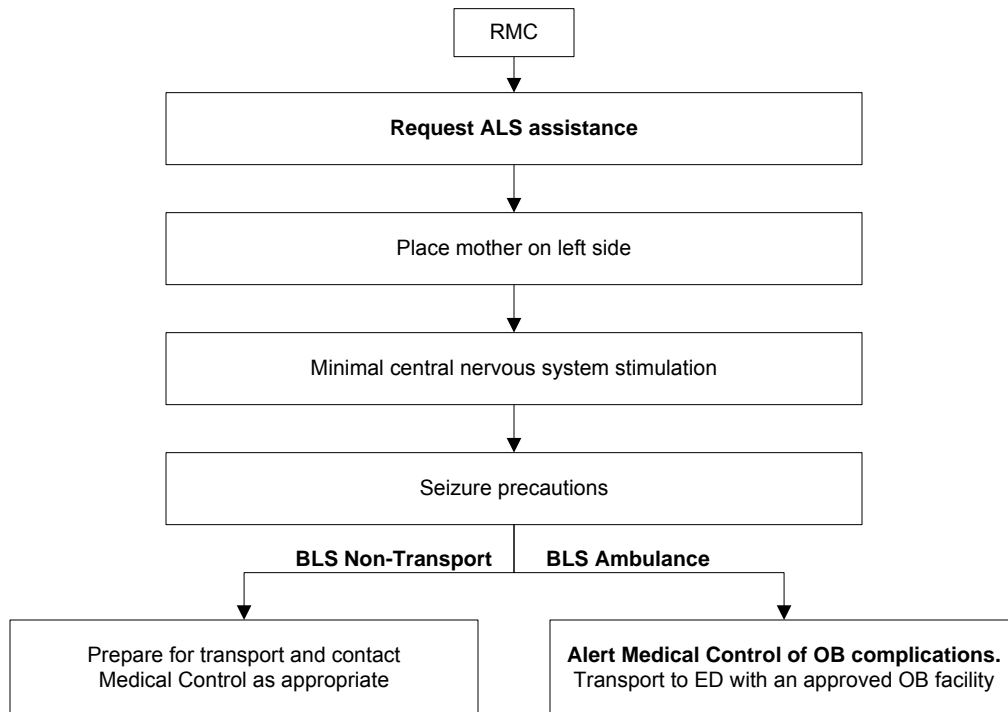 RMC
Request ALS assistance
Place mother on left side
Minimal central nervous system stimulation
Seizure precautions
BLS Non-Transport
BLS Ambulance
Prepare for transport and contact
Medical Control as appropriate
Alert Medical Control of OB complications.
Transport to ED with an approved OB facility